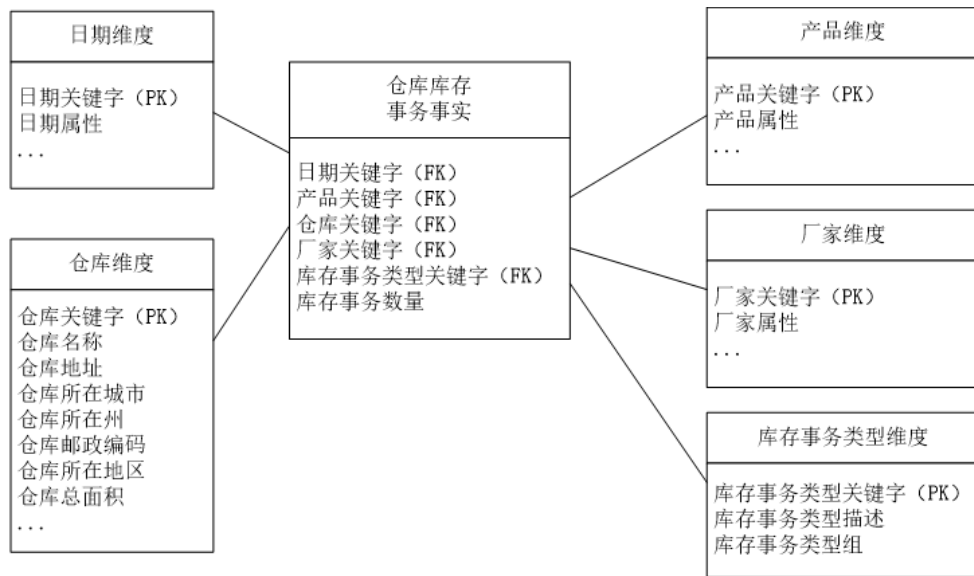 日期维度
日期关键字（PK）
日期属性
...
仓库维度
仓库关键字（PK）
仓库名称
仓库地址
仓库所在城市
仓库所在州
仓库邮政编码
仓库所在地区
仓库总面积
...
仓库库存
事务事实
日期关键字（FK）
产品关键字（FK）
仓库关键字（FK）
厂家关键字（FK）
库存事务类型关键字（FK）
库存事务数量
产品维度
产品关键字（PK）
产品属性
...
厂家维度
厂家关键字（PK）
厂家属性
...
库存事务类型维度
库存事务类型关键字（PK）
库存事务类型描述
库存事务类型组